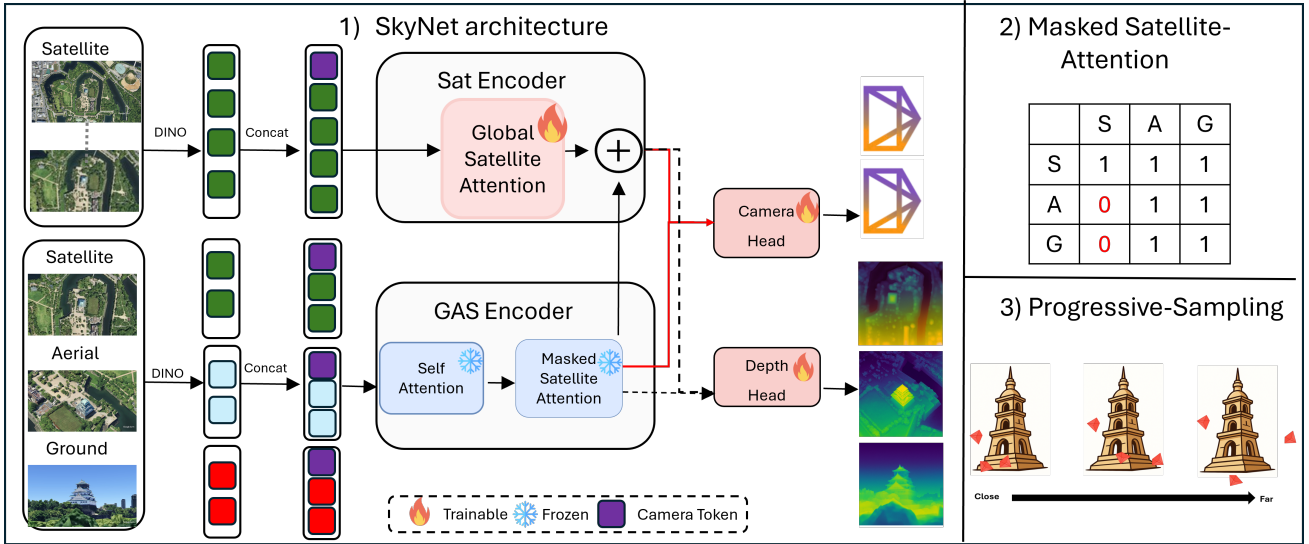 1) SkyNet architecture
Satellite
DINO
Concat
Sat Encoder
Global
Satellite
Attention
+
Camera
Head
Satellite
Aerial
Ground
DINO
Concat
GAS Encoder
Self
Attention
Masked
Satellite
Attention
Depth
Head
Trainable Frozen Camera Token
2) Masked Satellite-
Attention
S A G
S 1 1 1
A 0 1 1
G 0 1 1
3) Progressive-Sampling
Close Far